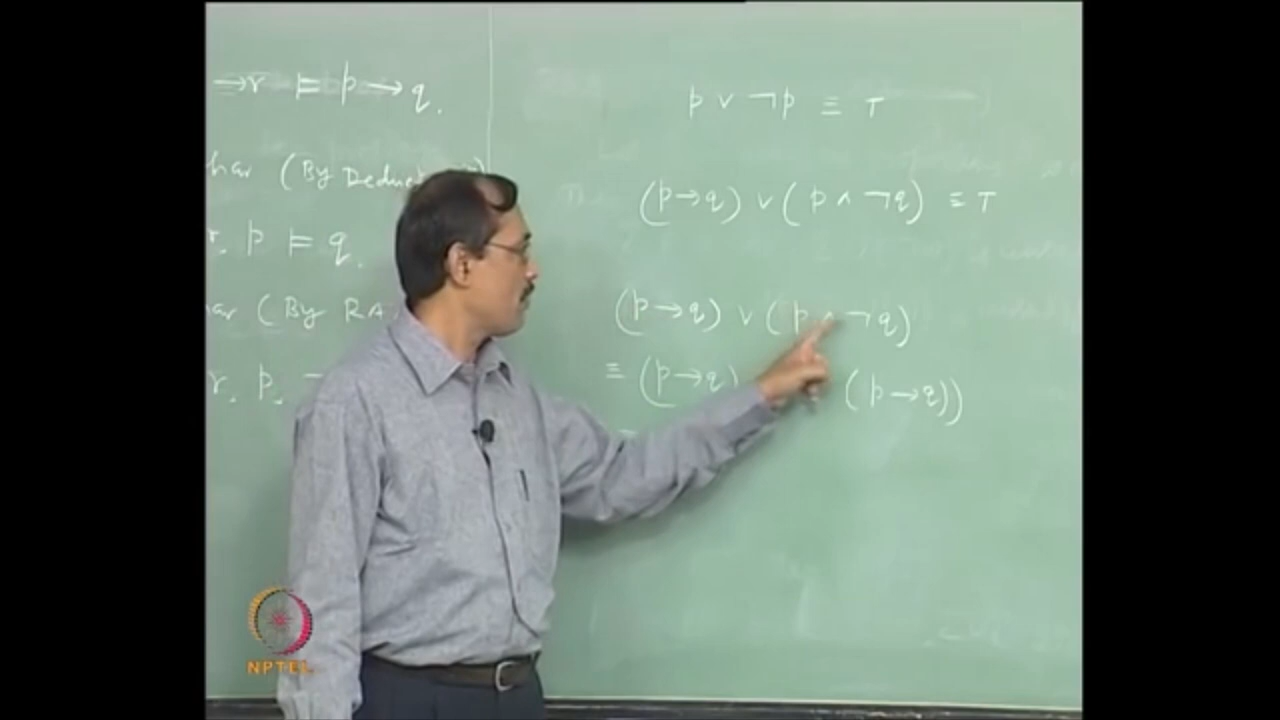 →r ⊨ p → q.
(By Deduct
p ⊨ q.
(By RA
r, p,
p ∨ ¬p ≡ T
(p→q) ∨ (p ∧ ¬q) ≡ T
(p→q) ∨ (p ∧ ¬q)
≡ (p→q) (p→q))
NPTEL